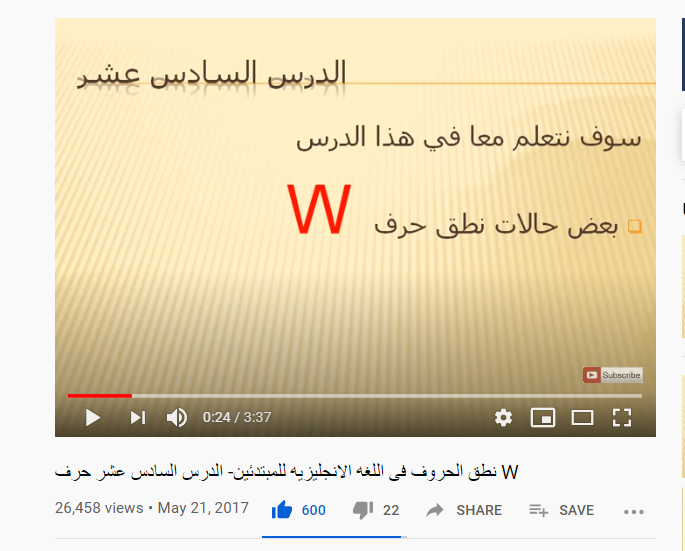 الدرس السادس عشر
سوف نتعلم معا في هذا الدرس
بعض حالات نطق حرف W
Subscribe
0:24 / 3:37
نطق الحروف فى اللغه الانجليزيه للمبتدئين- الدرس السادس عشر حرف W
26,458 views • May 21, 2017 600 22 SHARE SAVE